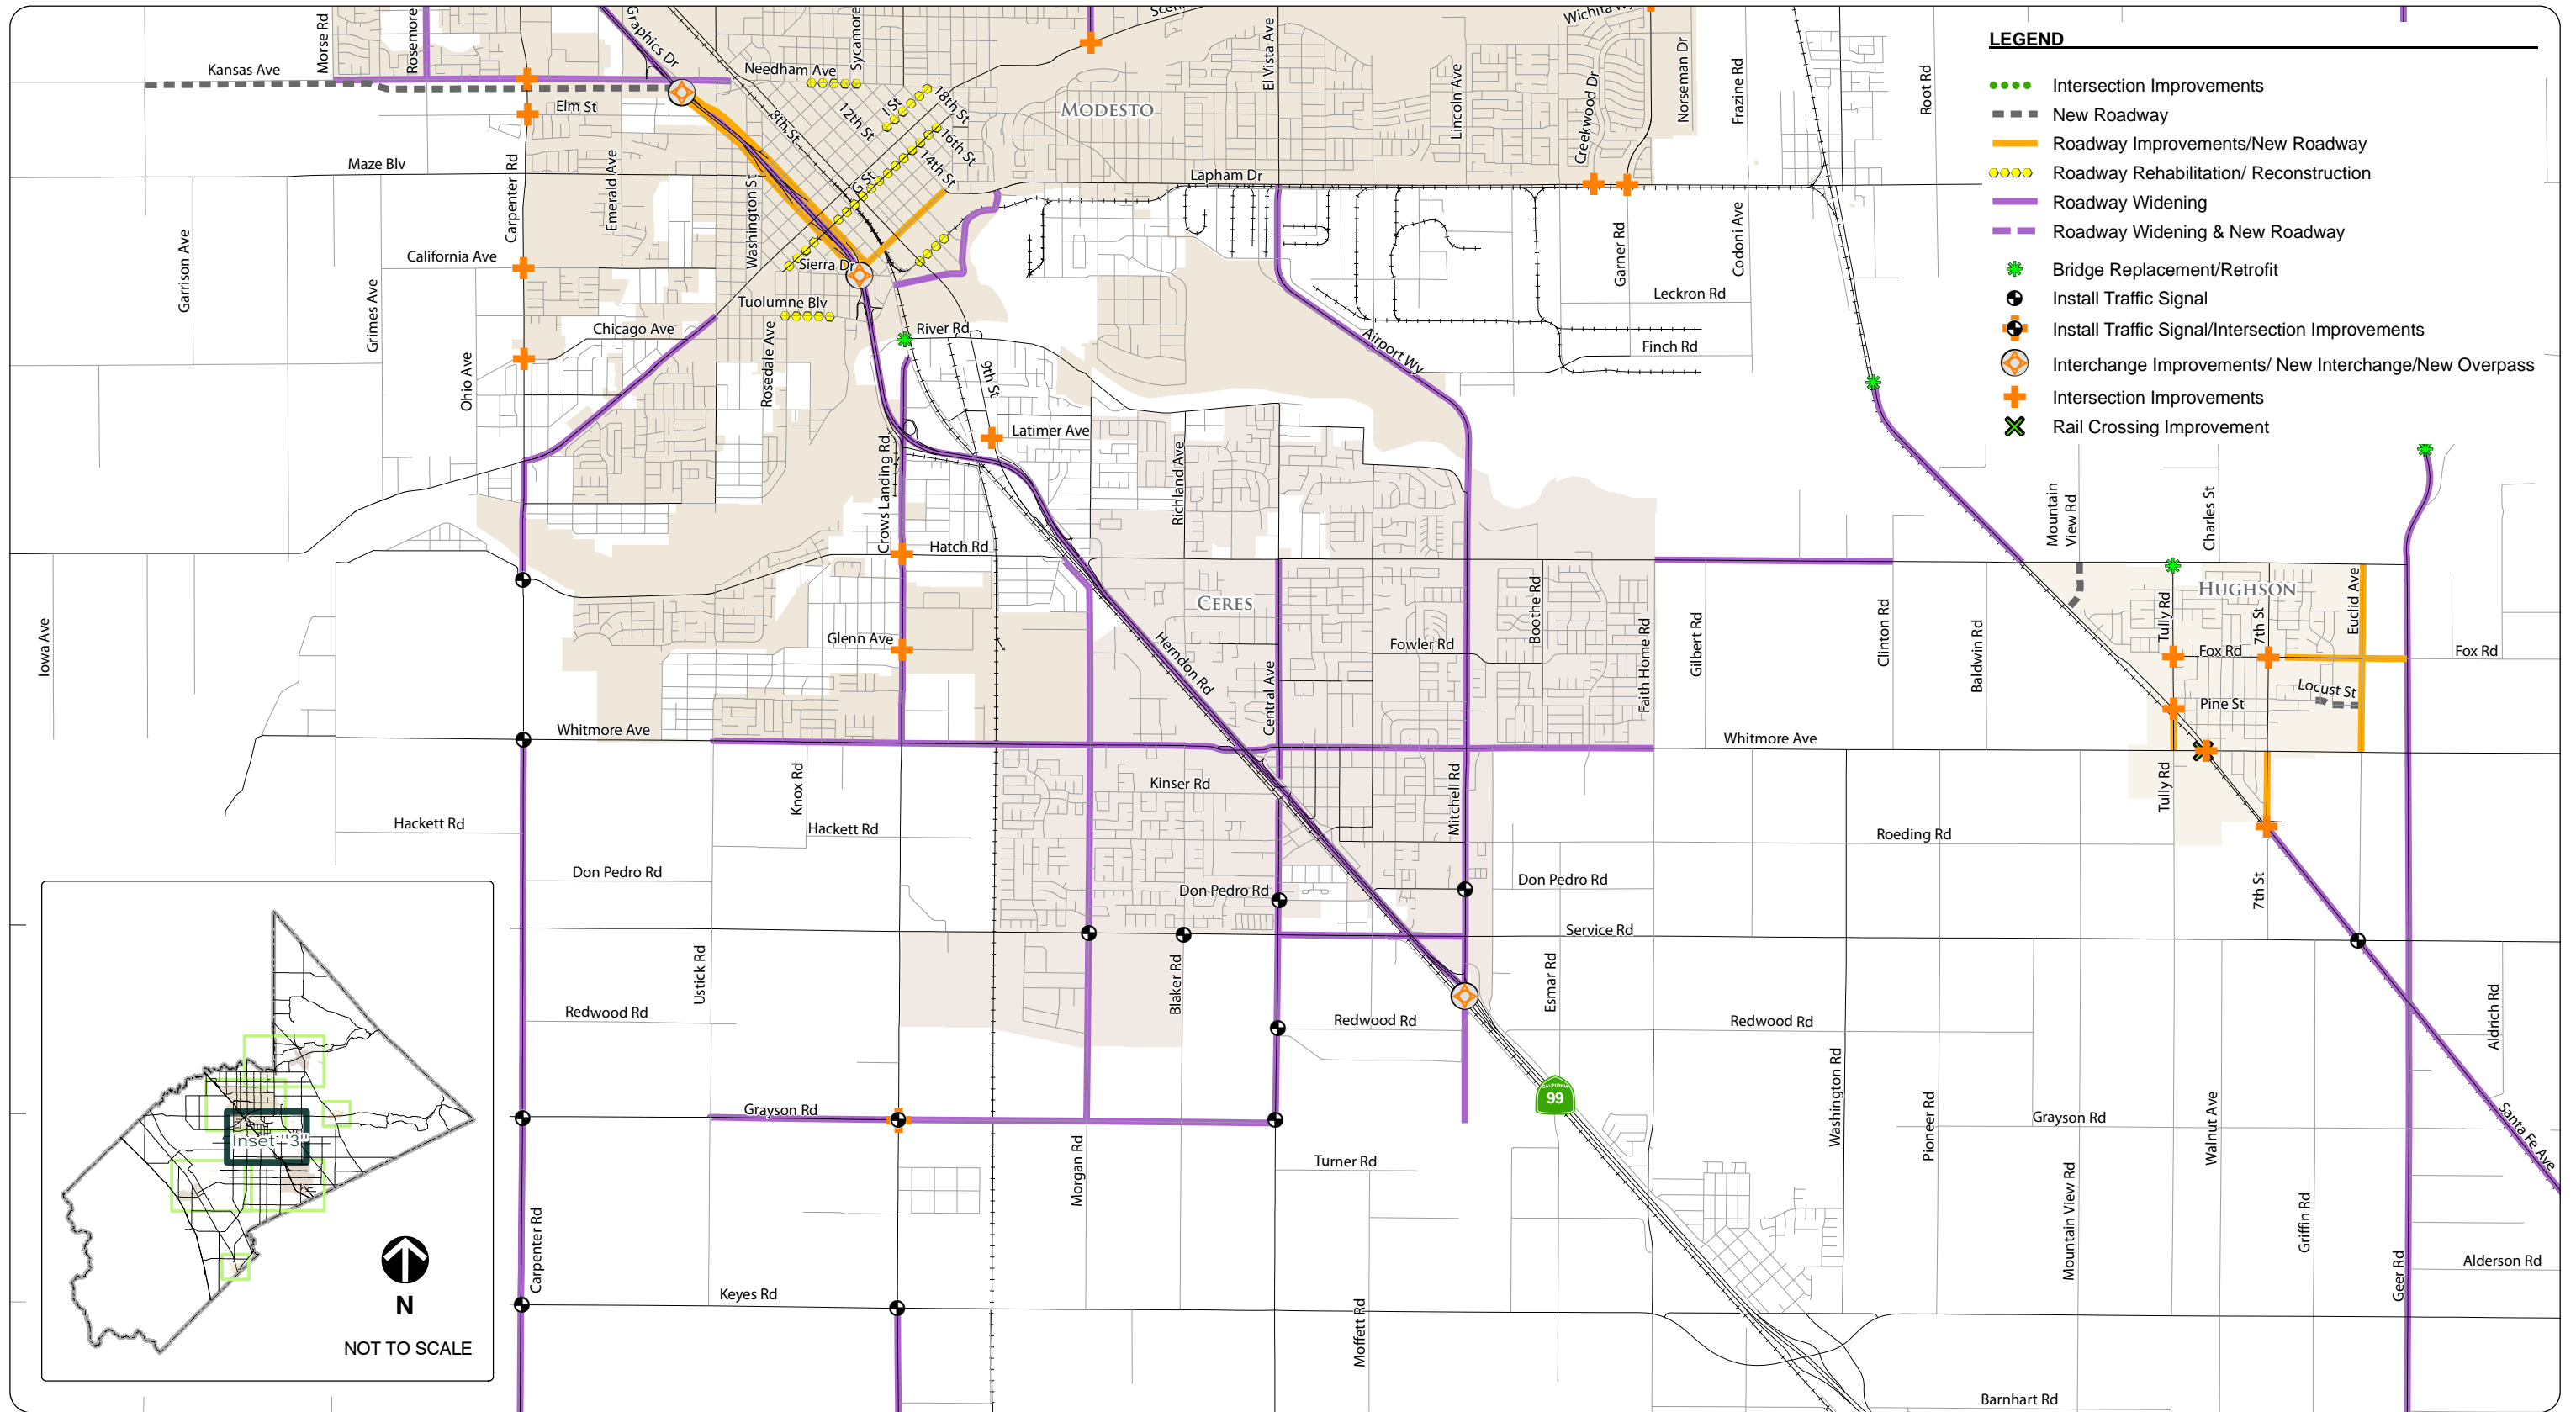 LEGEND
Intersection Improvements
New Roadway
Roadway Improvements/New Roadway
Roadway Rehabilitation/ Reconstruction
Roadway Widening
Roadway Widening & New Roadway
Bridge Replacement/Retrofit
Install Traffic Signal
Install Traffic Signal/Intersection Improvements
Interchange Improvements/ New Interchange/New Overpass
Intersection Improvements
Rail Crossing Improvement
Kansas Ave
Morse Rd
Rosemore
Graphics Dr
Needham Ave
Sycamore
El Vista Ave
Wichita
Norseman Dr
Frazine Rd
Root Rd
Elm St
8th St
12th St
I St
18th St
16th St
14th St
G St
MODESTO
Lincoln Ave
Creekwood Dr
Maze Blv
Carpenter Rd
Emerald Ave
Washington St
Lapham Dr
Garrison Ave
California Ave
Sierra Dr
Garner Rd
Codoni Ave
Grimes Ave
Tuolumne Blv
Leckron Rd
Chicago Ave
Rosedale Ave
River Rd
Airport Wy
Finch Rd
Ohio Ave
9th St
Latimer Ave
Crows Landing Rd
Richland Ave
Mountain
View Rd
Charles St
Hatch Rd
CERES
Boothe Rd
HUGHSON
Iowa Ave
Glenn Ave
Herndon Rd
Central Ave
Fowler Rd
Faith Home Rd
Gilbert Rd
Clinton Rd
Baldwin Rd
Tully Rd
7th St
Euclid Ave
Fox Rd
Fox Rd
Locust St
Pine St
Whitmore Ave
Whitmore Ave
Knox Rd
Kinser Rd
Mitchell Rd
Tully Rd
Hackett Rd
Hackett Rd
Roeding Rd
Don Pedro Rd
Don Pedro Rd
Don Pedro Rd
7th St
Service Rd
Ustick Rd
Blaker Rd
Esmar Rd
Redwood Rd
Redwood Rd
Redwood Rd
Aldrich Rd
Washington Rd
CALIFORNIA
99
Grayson Rd
Pioneer Rd
Grayson Rd
Walnut Ave
Santa Fe Ave
Morgan Rd
Turner Rd
Mountain View Rd
Griffin Rd
Carpenter Rd
Keyes Rd
Moffett Rd
Geer Rd
Alderson Rd
Barnhart Rd
Inset "3"
N
NOT TO SCALE